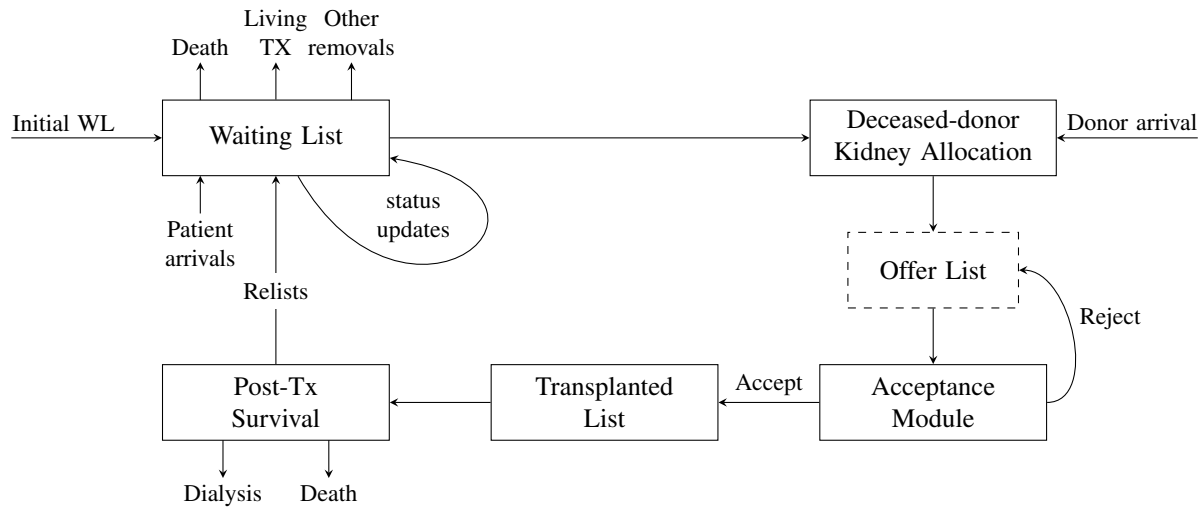 Living Other
Death TX removals
Initial WL
Waiting List
Deceased-donor
Kidney Allocation
Donor arrival
status
updates
Patient
arrivals
Offer List
Relists
Reject
Post-Tx
Survival
Transplanted
List
Accept
Acceptance
Module
Dialysis
Death